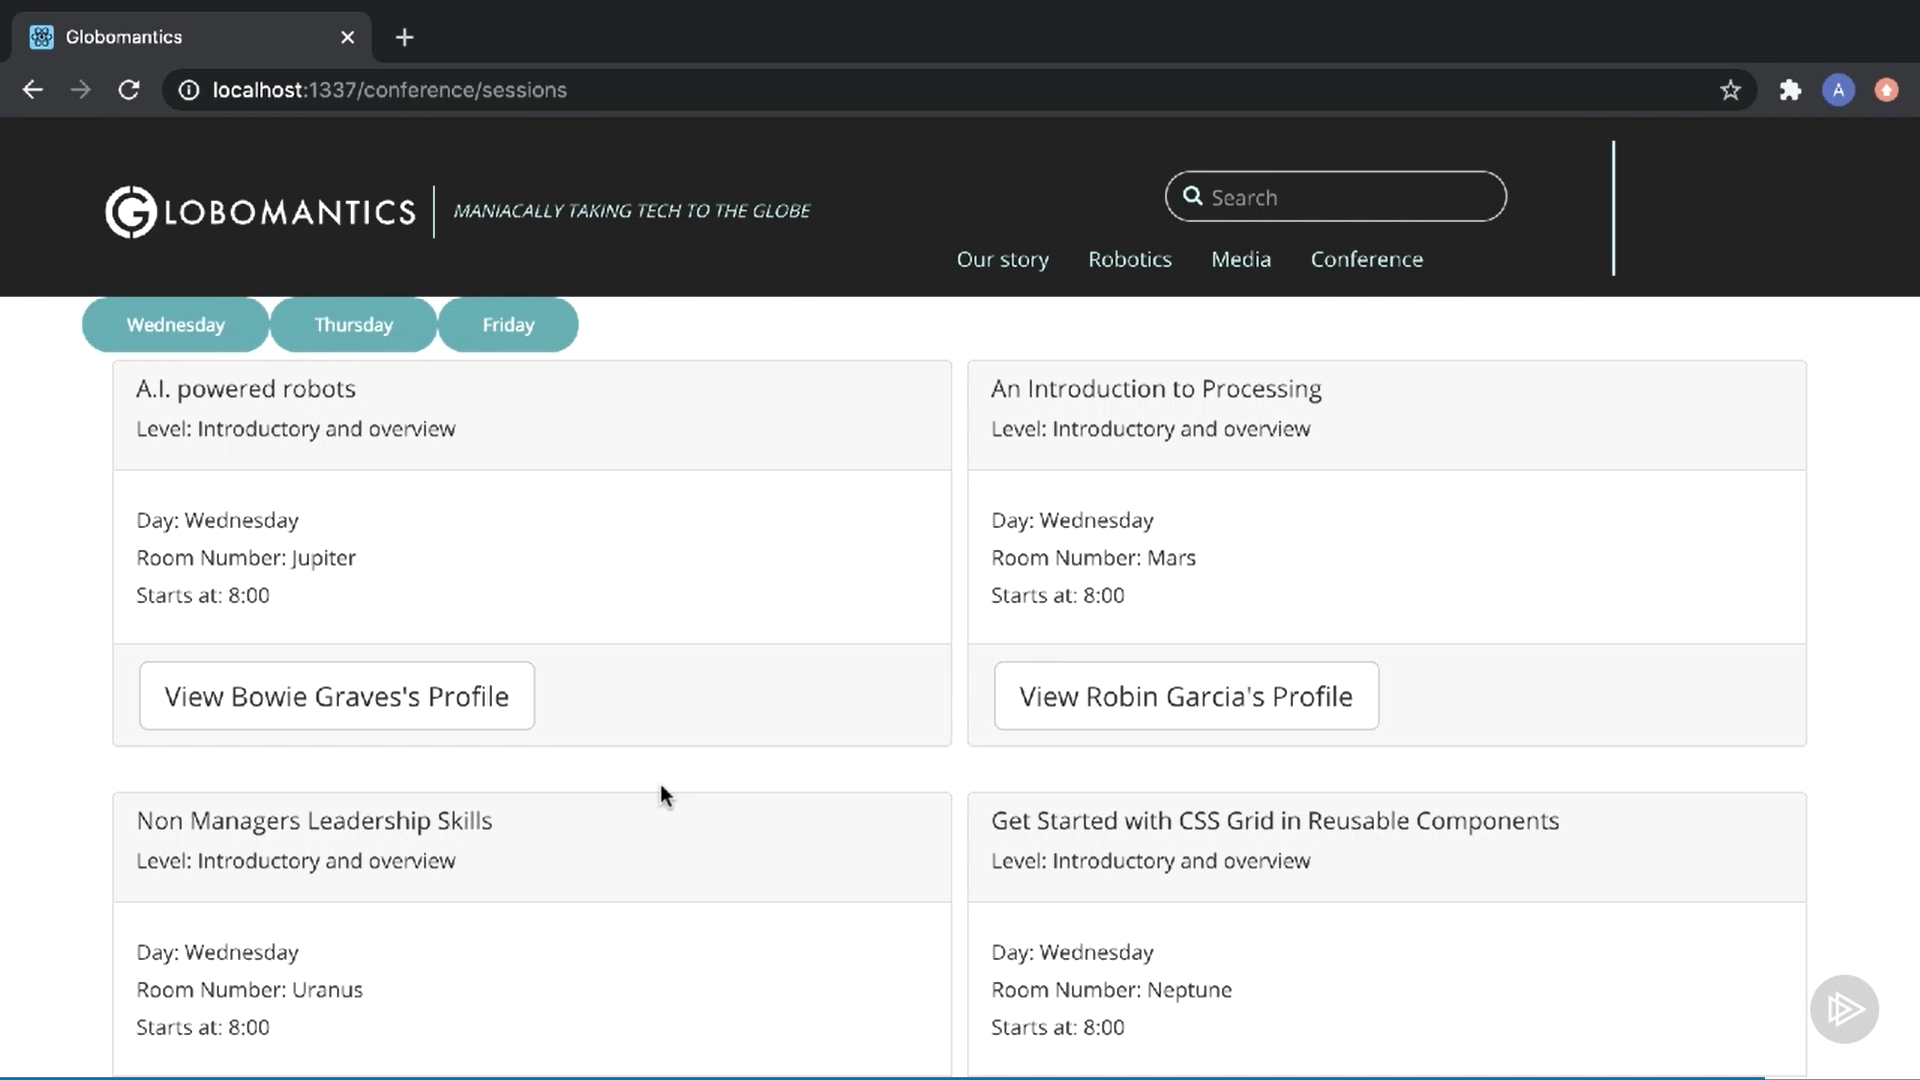 Globomantics
localhost:1337/conference/sessions
A
GLOBOMANTICS
MANIACALLY TAKING TECH TO THE GLOBE
Search
Our story Robotics Media Conference
Wednesday Thursday Friday
A.I. powered robots
Level: Introductory and overview
Day: Wednesday
Room Number: Jupiter
Starts at: 8:00
View Bowie Graves's Profile
An Introduction to Processing
Level: Introductory and overview
Day: Wednesday
Room Number: Mars
Starts at: 8:00
View Robin Garcia's Profile
Non Managers Leadership Skills
Level: Introductory and overview
Day: Wednesday
Room Number: Uranus
Starts at: 8:00
Get Started with CSS Grid in Reusable Components
Level: Introductory and overview
Day: Wednesday
Room Number: Neptune
Starts at: 8:00